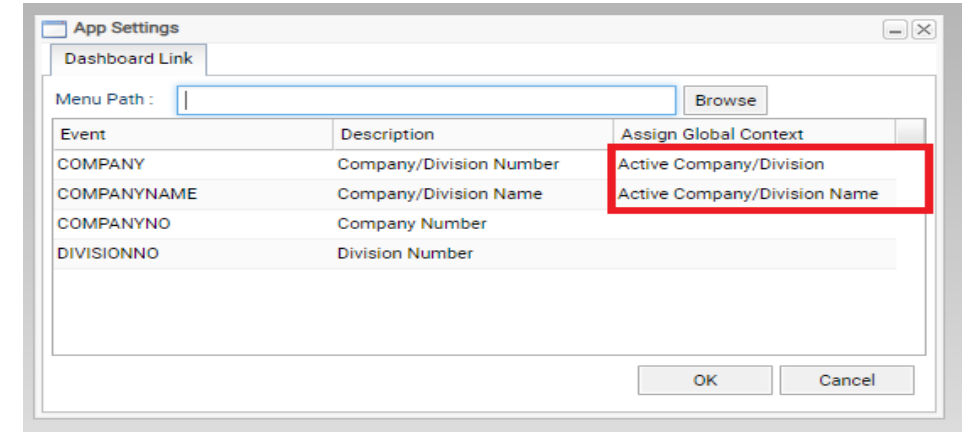 App Settings
Dashboard Link
Menu Path : Browse
Event Description Assign Global Context
COMPANY Company/Division Number Active Company/Division
COMPANYNAME Company/Division Name Active Company/Division Name
COMPANYNO Company Number
DIVISIONNO Division Number
OK Cancel